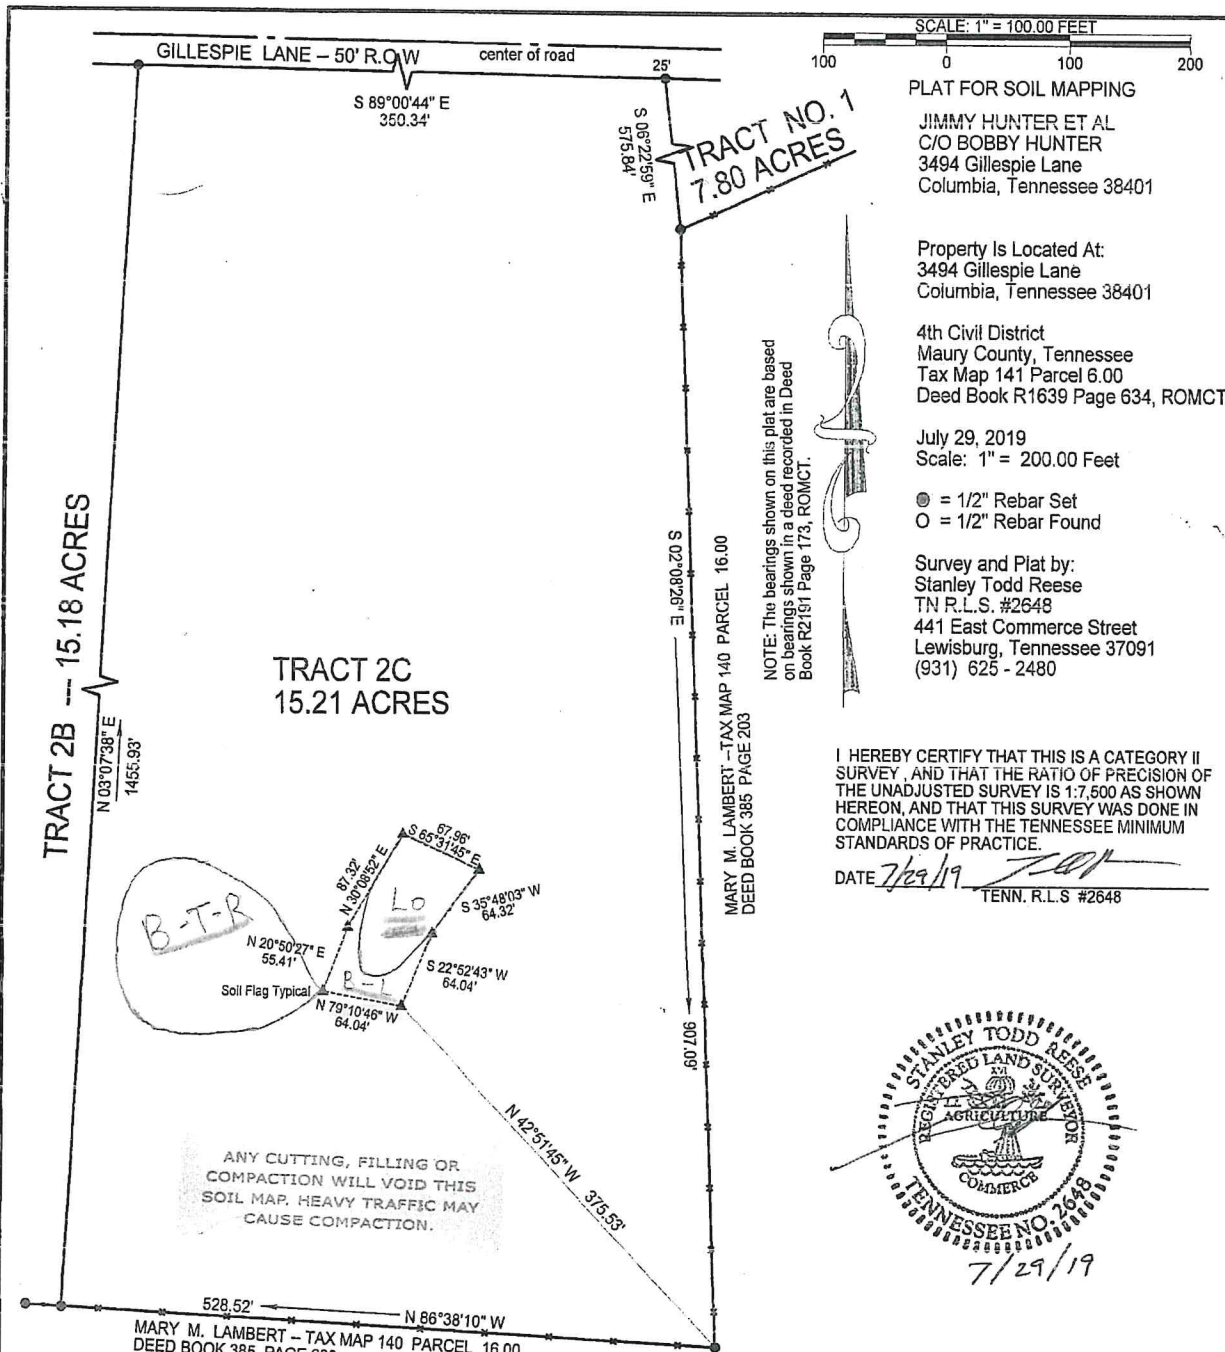 SCALE: 1" = 100.00 FEET
100 0 100 200
GILLESPIE LANE – 50' R.O.W
center of road
25'
S 89°00'44" E
350.34'
S 06°22'59" E
575.84'
TRACT NO. 1
7.80 ACRES
PLAT FOR SOIL MAPPING
JIMMY HUNTER ET AL
C/O BOBBY HUNTER
3494 Gillespie Lane
Columbia, Tennessee 38401
Property Is Located At:
3494 Gillespie Lane
Columbia, Tennessee 38401
4th Civil District
Maury County, Tennessee
Tax Map 141 Parcel 6.00
Deed Book R1639 Page 634, ROMCT
July 29, 2019
Scale: 1" = 200.00 Feet
= 1/2" Rebar Set
= 1/2" Rebar Found
Survey and Plat by:
Stanley Todd Reese
TN R.L.S. #2648
441 East Commerce Street
Lewisburg, Tennessee 37091
(931) 625 - 2480
NOTE: The bearings shown on this plat are based
on bearings shown in a deed recorded in Deed
Book R2191 Page 173, ROMCT.
TRACT 2B --- 15.18 ACRES
N 03°07'38" E
1455.93'
TRACT 2C
15.21 ACRES
S 02°08'26" E
907.09'
MARY M. LAMBERT – TAX MAP 140 PARCEL 16.00
DEED BOOK 385 PAGE 203
I HEREBY CERTIFY THAT THIS IS A CATEGORY II
SURVEY , AND THAT THE RATIO OF PRECISION OF
THE UNADJUSTED SURVEY IS 1:7,500 AS SHOWN
HEREON, AND THAT THIS SURVEY WAS DONE IN
COMPLIANCE WITH THE TENNESSEE MINIMUM
STANDARDS OF PRACTICE.
DATE 7/29/19
TENN. R.L.S #2648
67.96'
S 65°31'45" E
87.32'
N 30°08'52" E
Lo
S 35°48'03" W
64.32'
B-T-R
N 20°50'27" E
55.41'
S 22°52'43" W
64.04'
B-L
Soil Flag Typical
N 79°10'46" W
64.04'
N 42°51'45" W 375.53'
ANY CUTTING, FILLING OR
COMPACTION WILL VOID THIS
SOIL MAP. HEAVY TRAFFIC MAY
CAUSE COMPACTION.
STANLEY TODD REESE
REGISTERED LAND SURVEYOR
XVI
AGRICULTURE
COMMERCE
TENNESSEE NO. 2648
7/29/19
528.52'
N 86°38'10" W
MARY M. LAMBERT – TAX MAP 140 PARCEL 16.00
DEED BOOK 385 PAGE